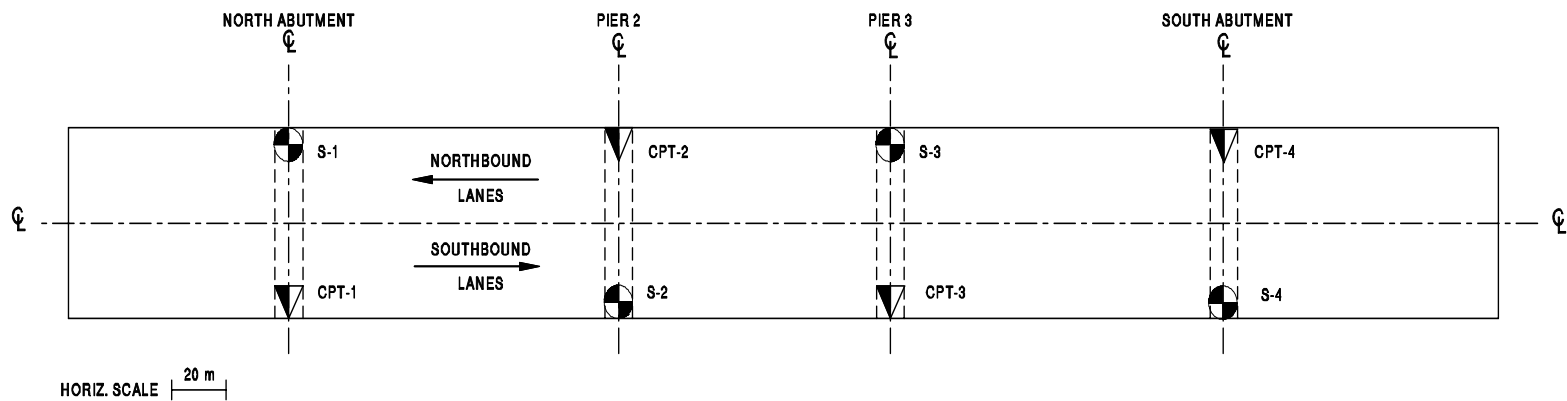 NORTH ABUTMENT
PIER 2
PIER 3
SOUTH ABUTMENT
℄
℄
℄
℄
S-1
CPT-2
S-3
CPT-4
NORTHBOUND
LANES
℄
℄
SOUTHBOUND
LANES
CPT-1
S-2
CPT-3
S-4
HORIZ. SCALE
20 m